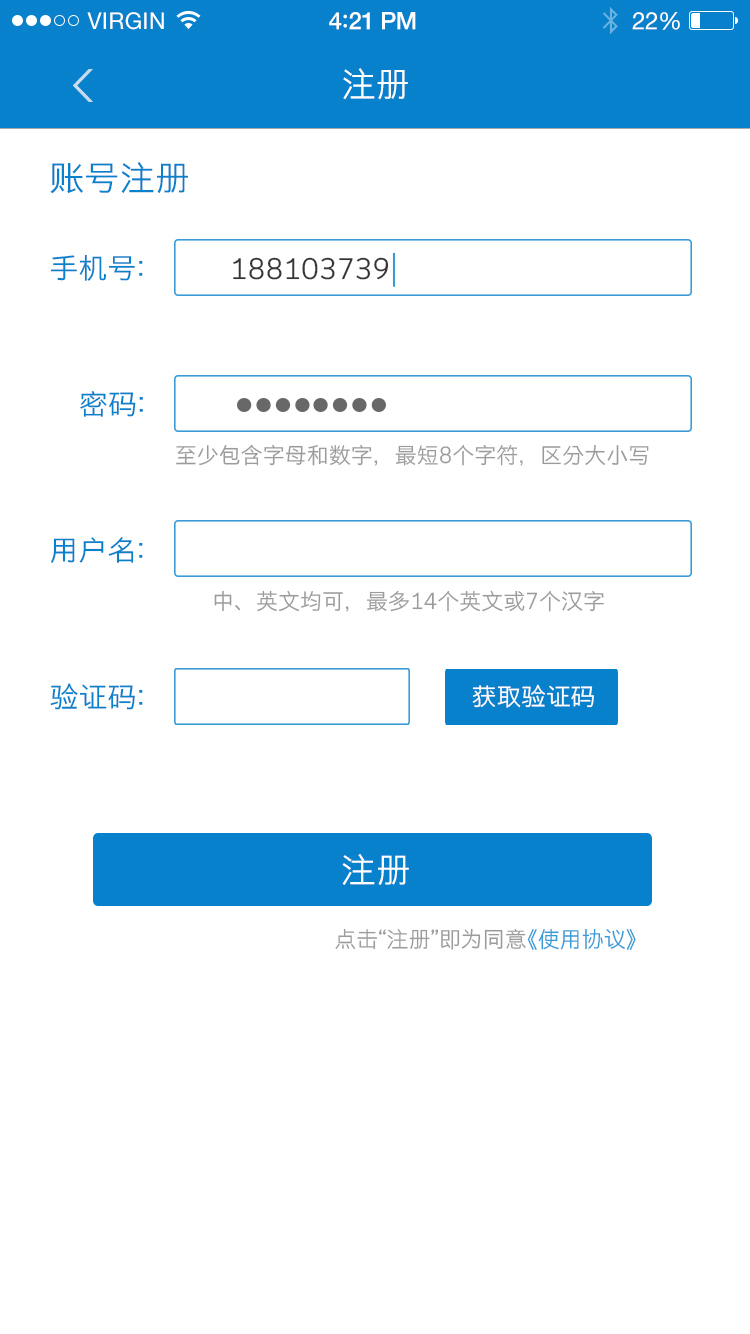 VIRGIN 4:21 PM 22%
注册
账号注册
手机号: 188103739
密码: ●●●●●●●●
至少包含字母和数字，最短8个字符，区分大小写
用户名:
中、英文均可，最多14个英文或7个汉字
验证码: 获取验证码
注册
点击“注册”即为同意《使用协议》